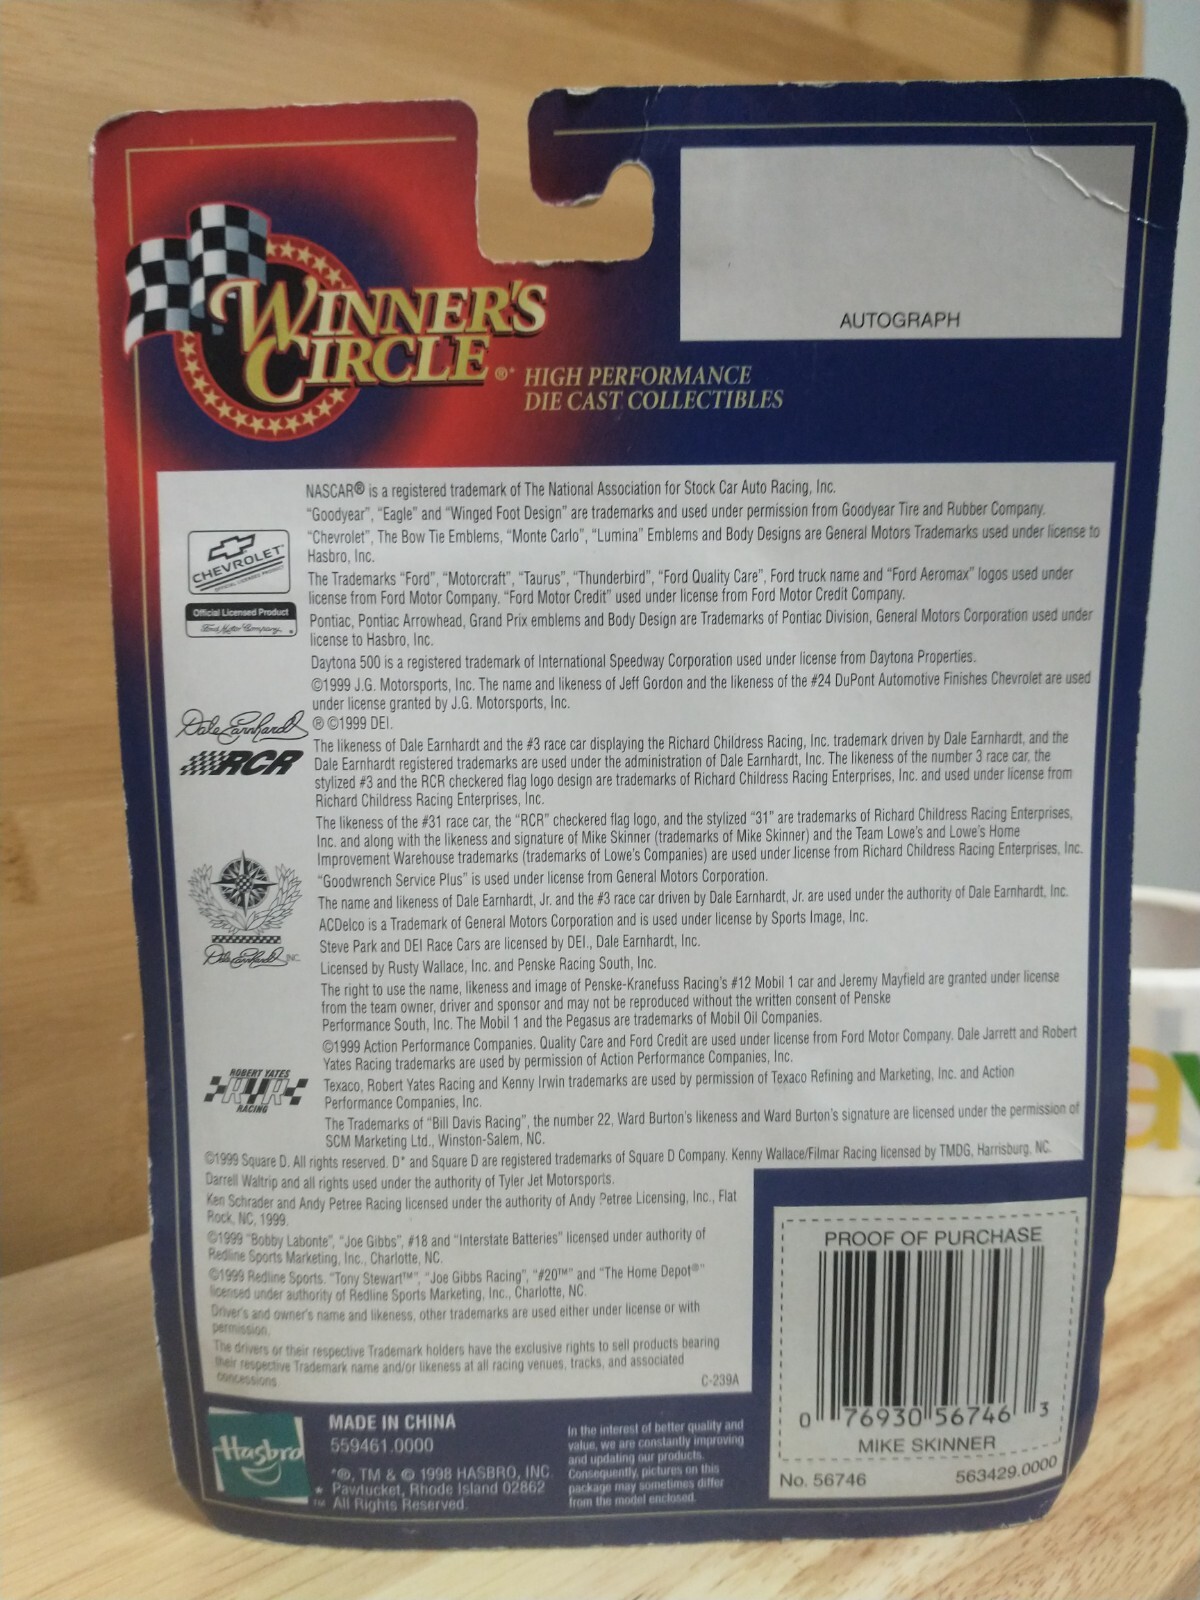 WINNER'S
CIRCLE®*
HIGH PERFORMANCE
DIE CAST COLLECTIBLES
AUTOGRAPH
NASCAR® is a registered trademark of The National Association for Stock Car Auto Racing, Inc.
"Goodyear", "Eagle" and "Winged Foot Design" are trademarks and used under permission from Goodyear Tire and Rubber Company.
CHEVROLET
OFFICIAL LICENSED PRODUCT
"Chevrolet", The Bow Tie Emblems, "Monte Carlo", "Lumina" Emblems and Body Designs are General Motors Trademarks used under license to
Hasbro, Inc.
The Trademarks "Ford", "Motorcraft", "Taurus", "Thunderbird", "Ford Quality Care", Ford truck name and "Ford Aeromax" logos used under
license from Ford Motor Company. "Ford Motor Credit" used under license from Ford Motor Credit Company.
Official Licensed Product
Ford Motor Company
Pontiac, Pontiac Arrowhead, Grand Prix emblems and Body Design are Trademarks of Pontiac Division, General Motors Corporation used under
license to Hasbro, Inc.
Daytona 500 is a registered trademark of International Speedway Corporation used under license from Daytona Properties.
©1999 J.G. Motorsports, Inc. The name and likeness of Jeff Gordon and the likeness of the #24 DuPont Automotive Finishes Chevrolet are used
under license granted by J.G. Motorsports, Inc.
Dale Earnhardt ® ©1999 DEI.
RCR
The likeness of Dale Earnhardt and the #3 race car displaying the Richard Childress Racing, Inc. trademark driven by Dale Earnhardt, and the
Dale Earnhardt registered trademarks are used under the administration of Dale Earnhardt, Inc. The likeness of the number 3 race car, the
stylized #3 and the RCR checkered flag logo design are trademarks of Richard Childress Racing Enterprises, Inc. and used under license from
Richard Childress Racing Enterprises, Inc.
The likeness of the #31 race car, the "RCR" checkered flag logo, and the stylized "31" are trademarks of Richard Childress Racing Enterprises,
Inc. and along with the likeness and signature of Mike Skinner (trademarks of Mike Skinner) and the Team Lowe's and Lowe's Home
Improvement Warehouse trademarks (trademarks of Lowe's Companies) are used under license from Richard Childress Racing Enterprises, Inc.
"Goodwrench Service Plus" is used under license from General Motors Corporation.
The name and likeness of Dale Earnhardt, Jr. and the #3 race car driven by Dale Earnhardt, Jr. are used under the authority of Dale Earnhardt, Inc.
ACDelco is a Trademark of General Motors Corporation and is used under license by Sports Image, Inc.
Dale Earnhardt INC.
Steve Park and DEI Race Cars are licensed by DEI., Dale Earnhardt, Inc.
Licensed by Rusty Wallace, Inc. and Penske Racing South, Inc.
The right to use the name, likeness and image of Penske-Kranefuss Racing's #12 Mobil 1 car and Jeremy Mayfield are granted under license
from the team owner, driver and sponsor and may not be reproduced without the written consent of Penske
Performance South, Inc. The Mobil 1 and the Pegasus are trademarks of Mobil Oil Companies.
©1999 Action Performance Companies. Quality Care and Ford Credit are used under license from Ford Motor Company. Dale Jarrett and Robert
Yates Racing trademarks are used by permission of Action Performance Companies, Inc.
ROBERT YATES
RYR
RACING
Texaco, Robert Yates Racing and Kenny Irwin trademarks are used by permission of Texaco Refining and Marketing, Inc. and Action
Performance Companies, Inc.
The Trademarks of "Bill Davis Racing", the number 22, Ward Burton's likeness and Ward Burton's signature are licensed under the permission of
SCM Marketing Ltd., Winston-Salem, NC.
©1999 Square D. All rights reserved. D* and Square D are registered trademarks of Square D Company. Kenny Wallace/Filmar Racing licensed by TMDG, Harrisburg, NC.
Darrell Waltrip and all rights used under the authority of Tyler Jet Motorsports.
Ken Schrader and Andy Petree Racing licensed under the authority of Andy Petree Licensing, Inc., Flat
Rock, NC, 1999.
©1999 "Bobby Labonte", "Joe Gibbs", #18 and "Interstate Batteries" licensed under authority of
Redline Sports Marketing, Inc., Charlotte, NC.
©1999 Redline Sports. "Tony Stewart™", "Joe Gibbs Racing", "#20™" and "The Home Depot®"
licensed under authority of Redline Sports Marketing, Inc., Charlotte, NC.
Driver's and owner's name and likeness, other trademarks are used either under license or with
permission.
The drivers or their respective Trademark holders have the exclusive rights to sell products bearing
their respective Trademark name and/or likeness at all racing venues, tracks, and associated
concessions
C-239A
Hasbro
MADE IN CHINA
559461.0000
*®, TM & © 1998 HASBRO, INC
* Pawtucket, Rhode Island 02862
™ All Rights Reserved.
In the interest of better quality and
value, we are constantly improving
and updating our products.
Consequently, pictures on this
package may sometimes differ
from the model enclosed.
PROOF OF PURCHASE
0 76930 56746 3
MIKE SKINNER
No. 56746
563429.0000